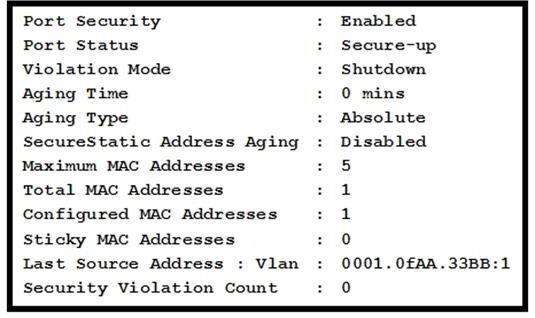 Port Security : Enabled
Port Status : Secure-up
Violation Mode : Shutdown
Aging Time : 0 mins
Aging Type : Absolute
SecureStatic Address Aging : Disabled
Maximum MAC Addresses : 5
Total MAC Addresses : 1
Configured MAC Addresses : 1
Sticky MAC Addresses : 0
Last Source Address : Vlan : 0001.0fAA.33BB:1
Security Violation Count : 0